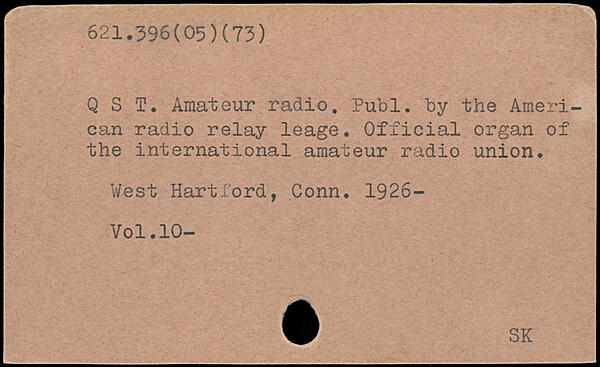 621.396(05)(73)
Q S T. Amateur radio. Publ. by the Ameri-
can radio relay leage. Official organ of
the international amateur radio union.
West Hartford, Conn. 1926-
Vol.10-
SK